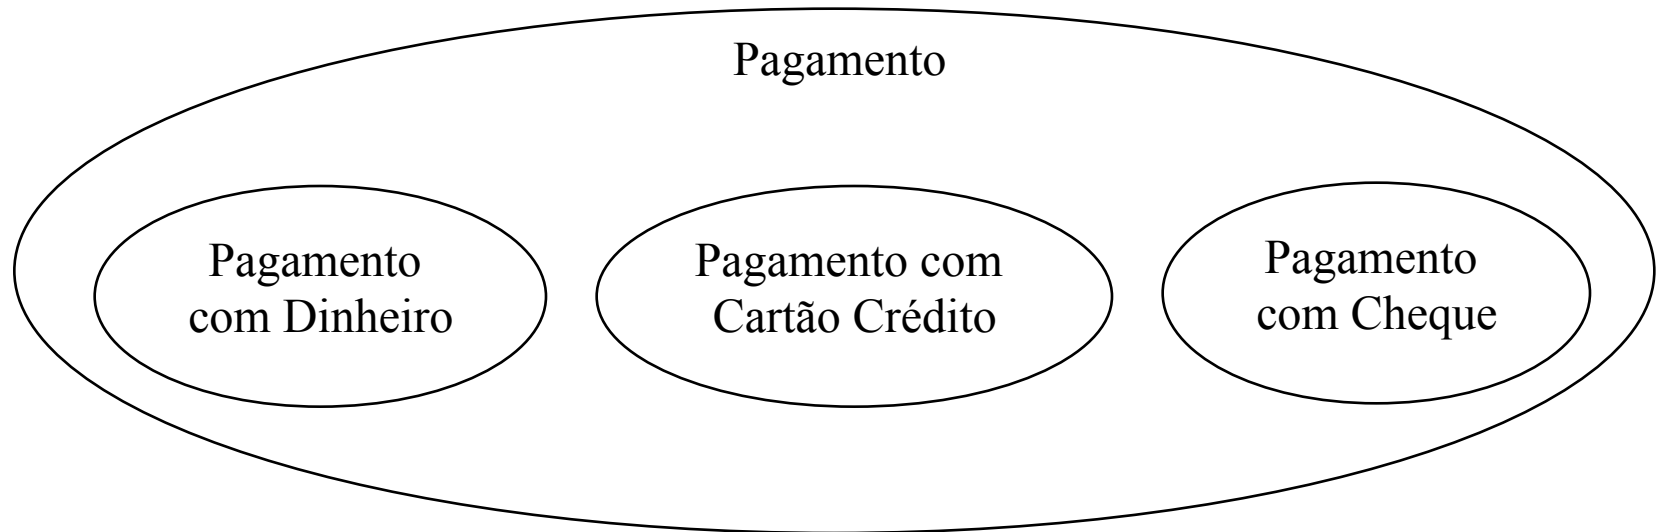 Pagamento
Pagamento
com Dinheiro
Pagamento com
Cartão Crédito
Pagamento
com Cheque